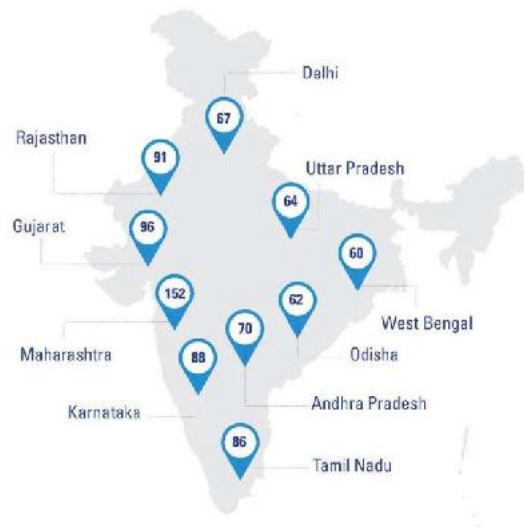 Delhi
67
Rajasthan
91
Uttar Pradesh
64
Gujarat
96
60
152
62
West Bengal
70
Maharashtra
88
Odisha
Karnataka
Andhra Pradesh
86
Tamil Nadu